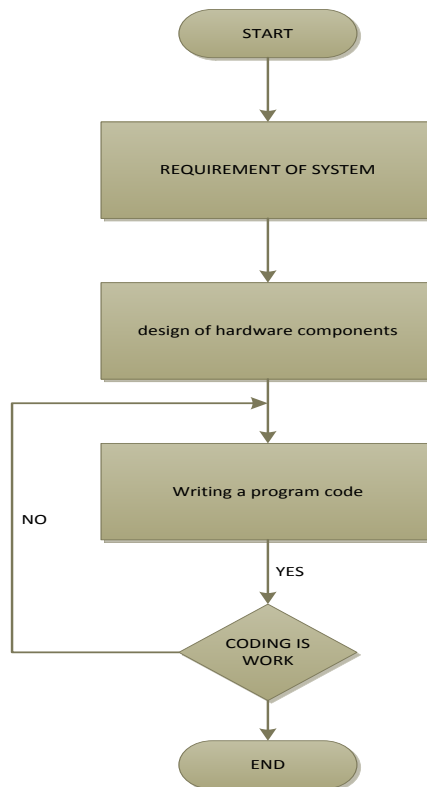 START
REQUIREMENT OF SYSTEM
design of hardware components
Writing a program code
NO
YES
CODING IS
WORK
END